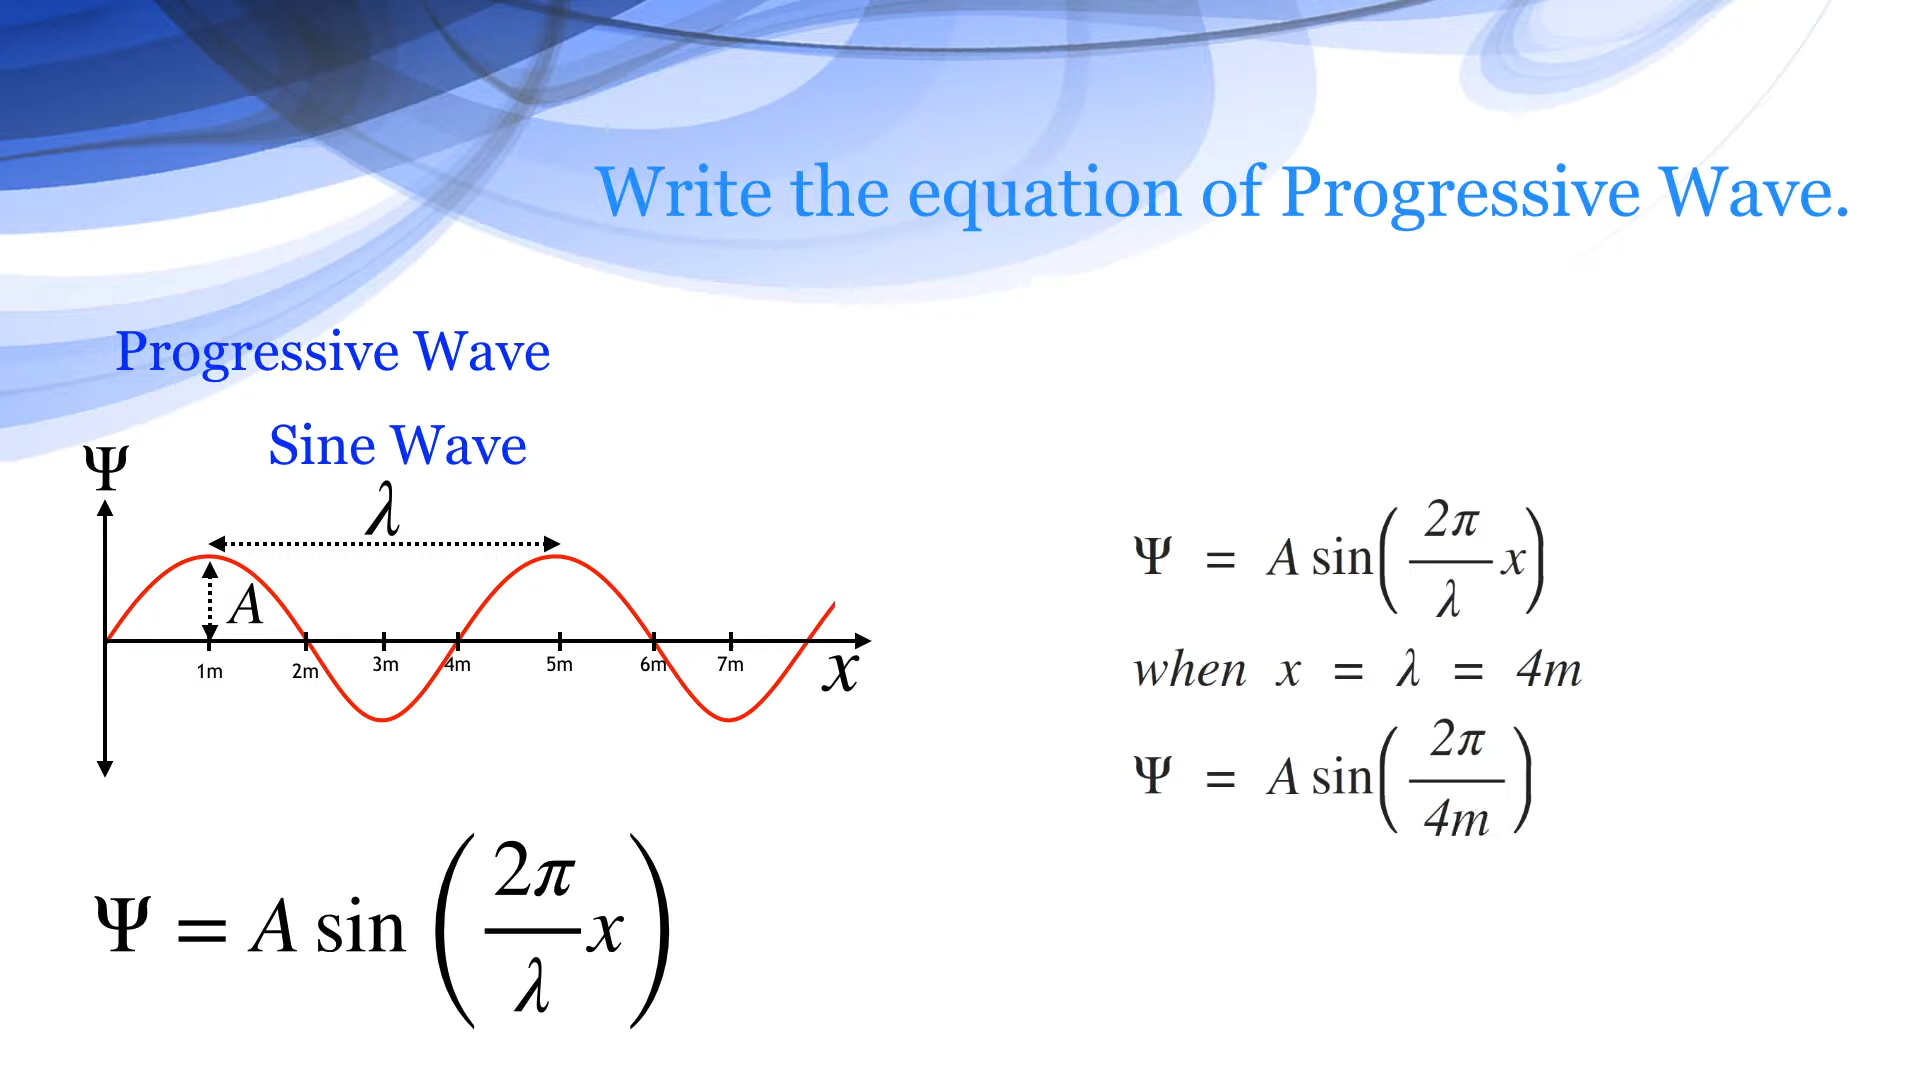 Write the equation of Progressive Wave.
Progressive Wave
Sine Wave
Ψ
λ
A
1m 2m 3m 4m 5m 6m 7m
x
Ψ = A sin(2π/λ x)
Ψ = A sin(2π/λ x)
when x = λ = 4m
Ψ = A sin(2π/4m)